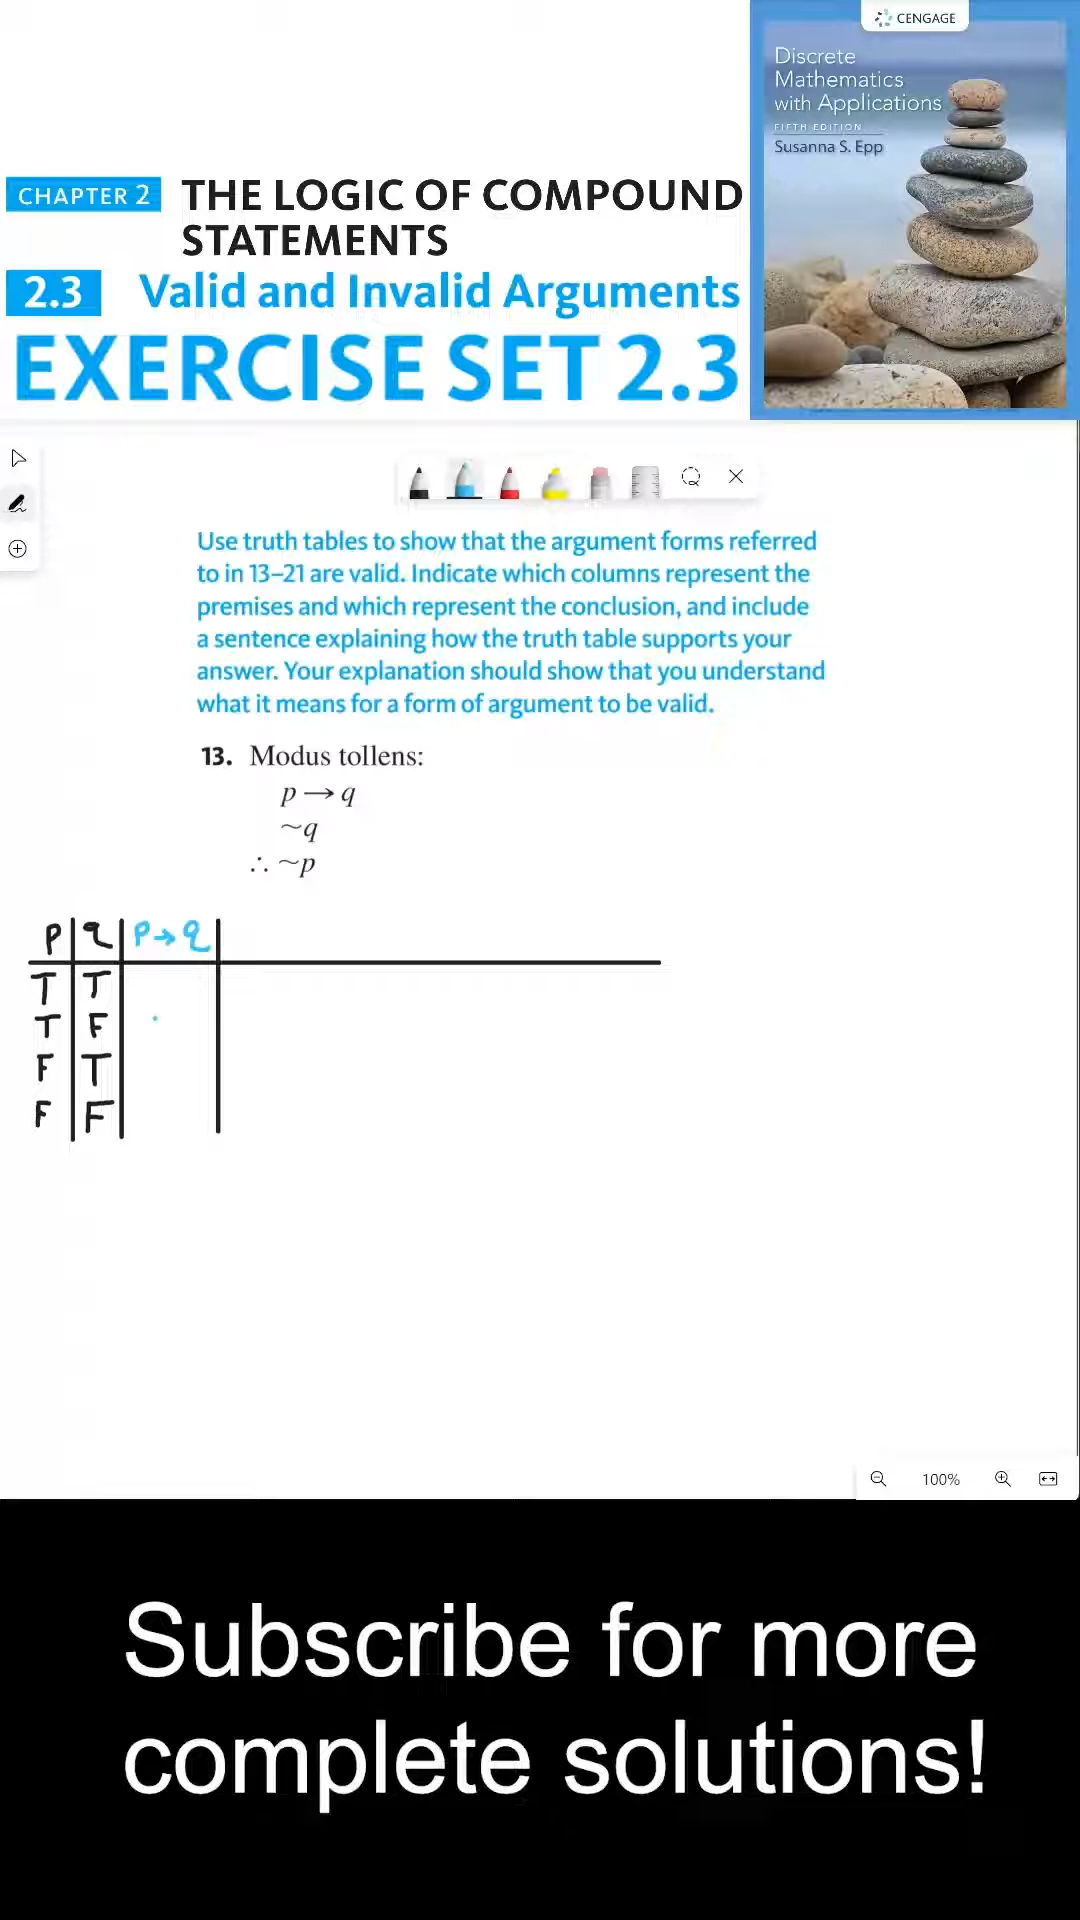 CENGAGE
Discrete
Mathematics
with Applications
FIFTH EDITION
Susanna S. Epp
CHAPTER 2 THE LOGIC OF COMPOUND
STATEMENTS
2.3 Valid and Invalid Arguments
EXERCISE SET 2.3
Use truth tables to show that the argument forms referred
to in 13–21 are valid. Indicate which columns represent the
premises and which represent the conclusion, and include
a sentence explaining how the truth table supports your
answer. Your explanation should show that you understand
what it means for a form of argument to be valid.
13. Modus tollens:
p → q
~q
∴ ~p
p q p→q
T T
T F
F T
F F
100%
Subscribe for more
complete solutions!